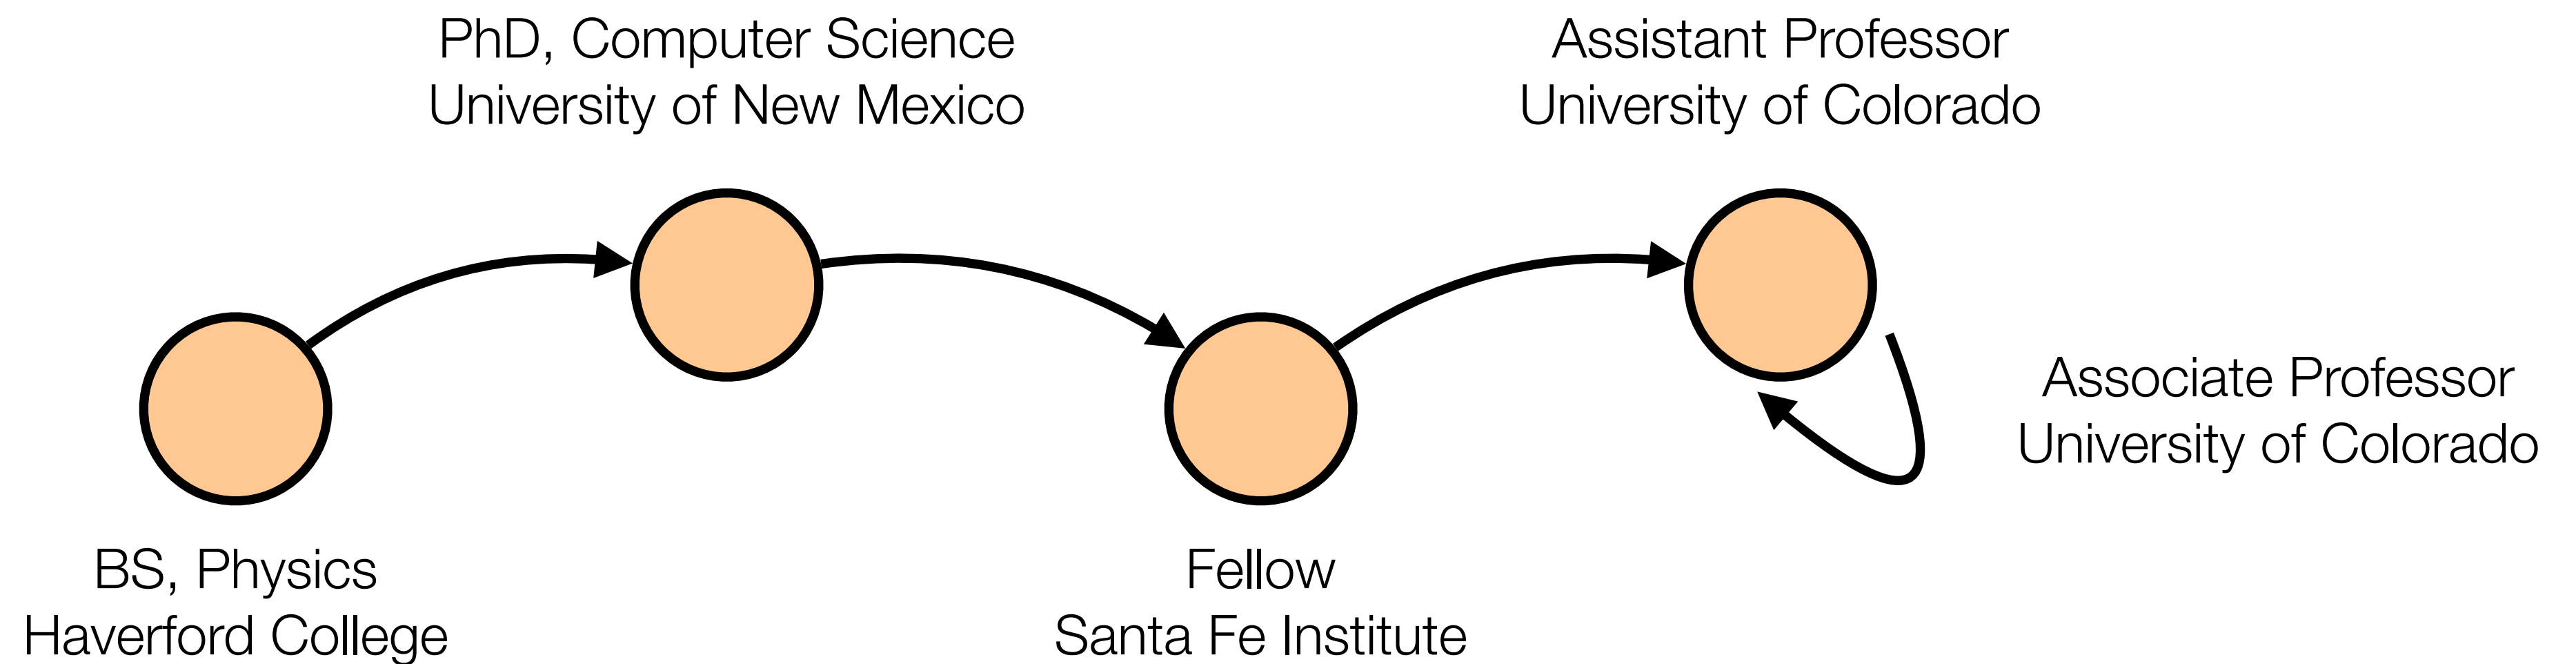 PhD, Computer Science
University of New Mexico
Assistant Professor
University of Colorado
Associate Professor
University of Colorado
BS, Physics
Haverford College
Fellow
Santa Fe Institute